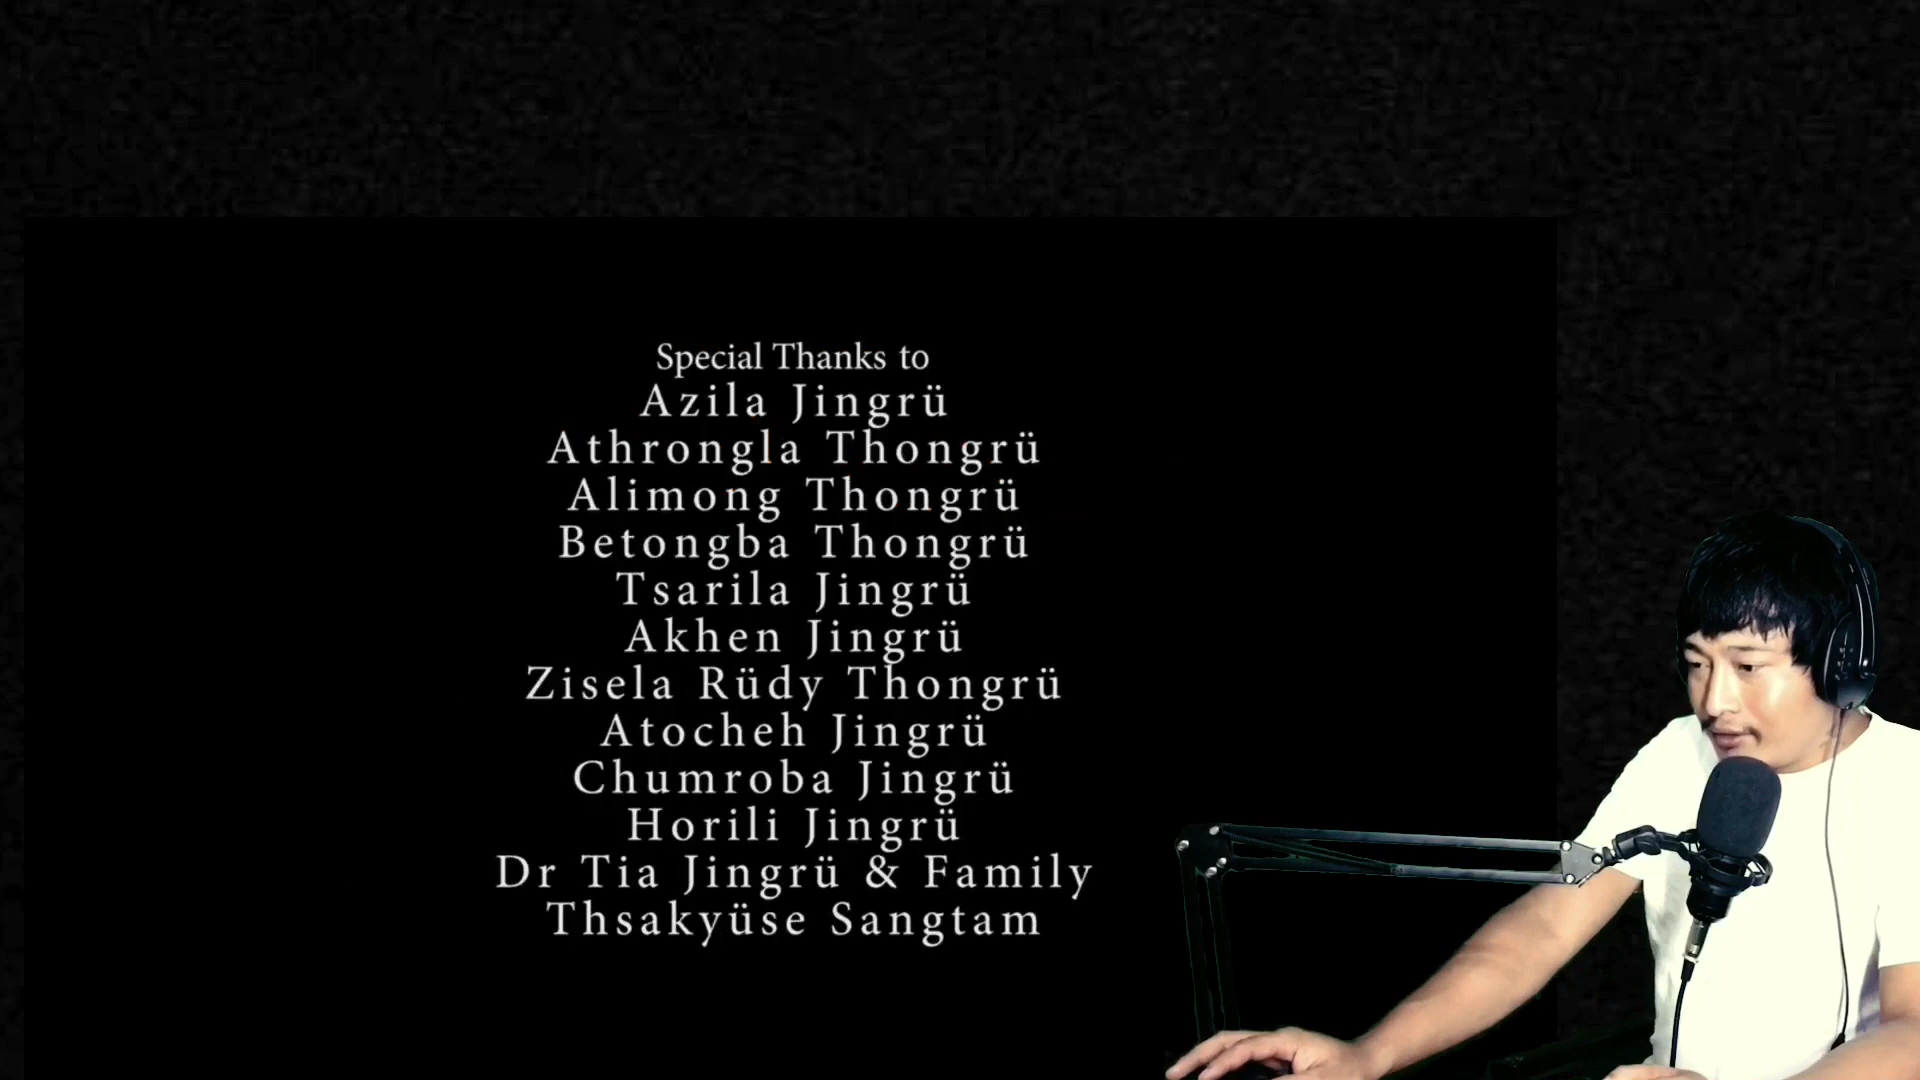 Special Thanks to
Azila Jingrü
Athrongla Thongrü
Alimong Thongrü
Betongba Thongrü
Tsarila Jingrü
Akhen Jingrü
Zisela Rüdy Thongrü
Atocheh Jingrü
Chumroba Jingrü
Horili Jingrü
Dr Tia Jingrü & Family
Thsakyüse Sangtam